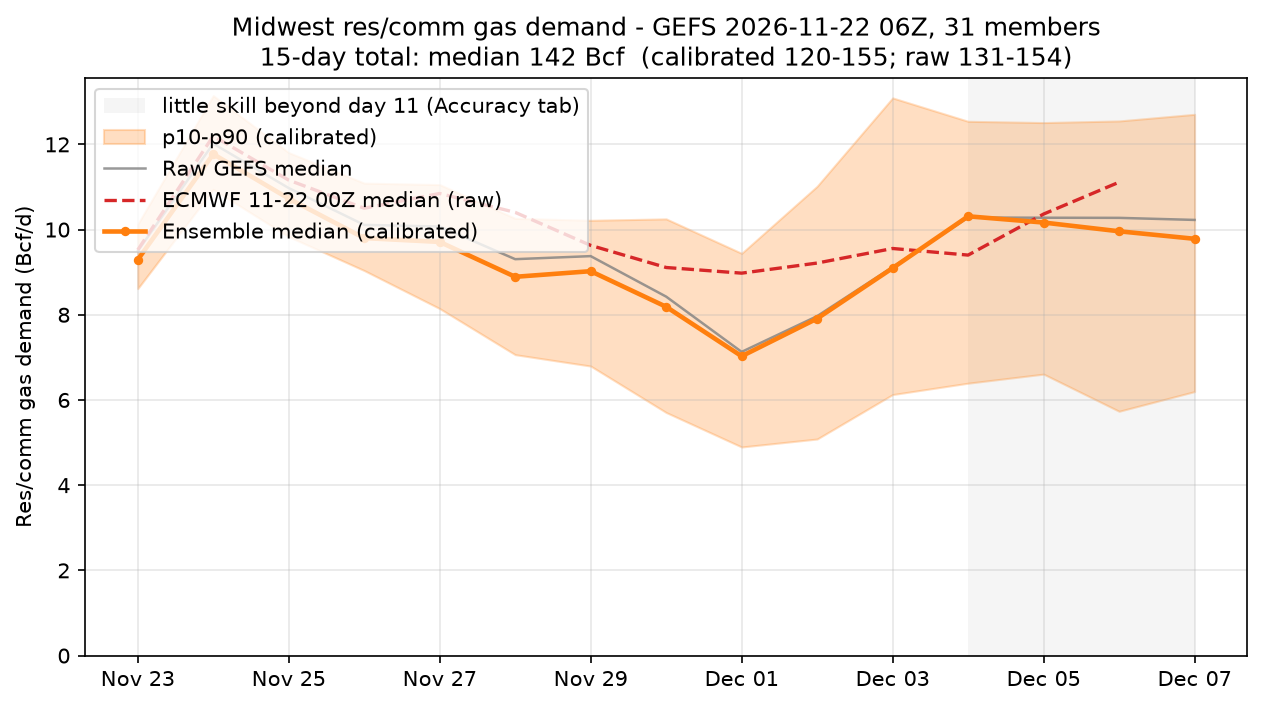 Midwest res/comm gas demand - GEFS 2026-11-22 06Z, 31 members
15-day total: median 142 Bcf  (calibrated 120-155; raw 131-154)
little skill beyond day 11 (Accuracy tab)
p10-p90 (calibrated)
Raw GEFS median
ECMWF 11-22 00Z median (raw)
Ensemble median (calibrated)
Res/comm gas demand (Bcf/d)
12
10
8
6
4
2
0
Nov 23 Nov 25 Nov 27 Nov 29 Dec 01 Dec 03 Dec 05 Dec 07